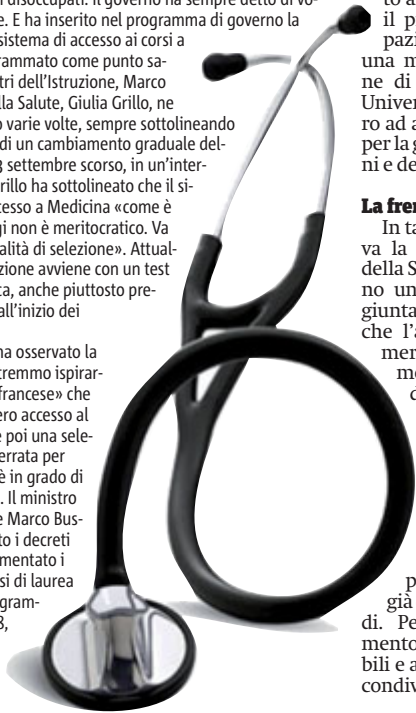 disoccupati. Il governo ha sempre detto di vo-
e. E ha inserito nel programma di governo la
sistema di accesso ai corsi a
rammato come punto sa-
tri dell'Istruzione, Marco
lla Salute, Giulia Grillo, ne
o varie volte, sempre sottolineando
di un cambiamento graduale del-
3 settembre scorso, in un'inter-
rillo ha sottolineato che il si-
cesso a Medicina «come è
gi non è meritocratico. Va
alità di selezione». Attual-
zione avviene con un test
ta, anche piuttosto pre-
all'inizio dei
na osservato la
tremmo ispirar-
francese» che
ero accesso al
e poi una sele-
errata per
è in grado di
. Il ministro
e Marco Bus-
to i decreti
mentato i
si di laurea
gram-
8,
to a
il p
pazi
una m
ne di
Univer
ro ad a
per la g
ni e de
La fren
In ta
va la
della S
no un
giunta
che l'a
mer
mo
d
p
già
di. Pe
mento
bili e a
condiv